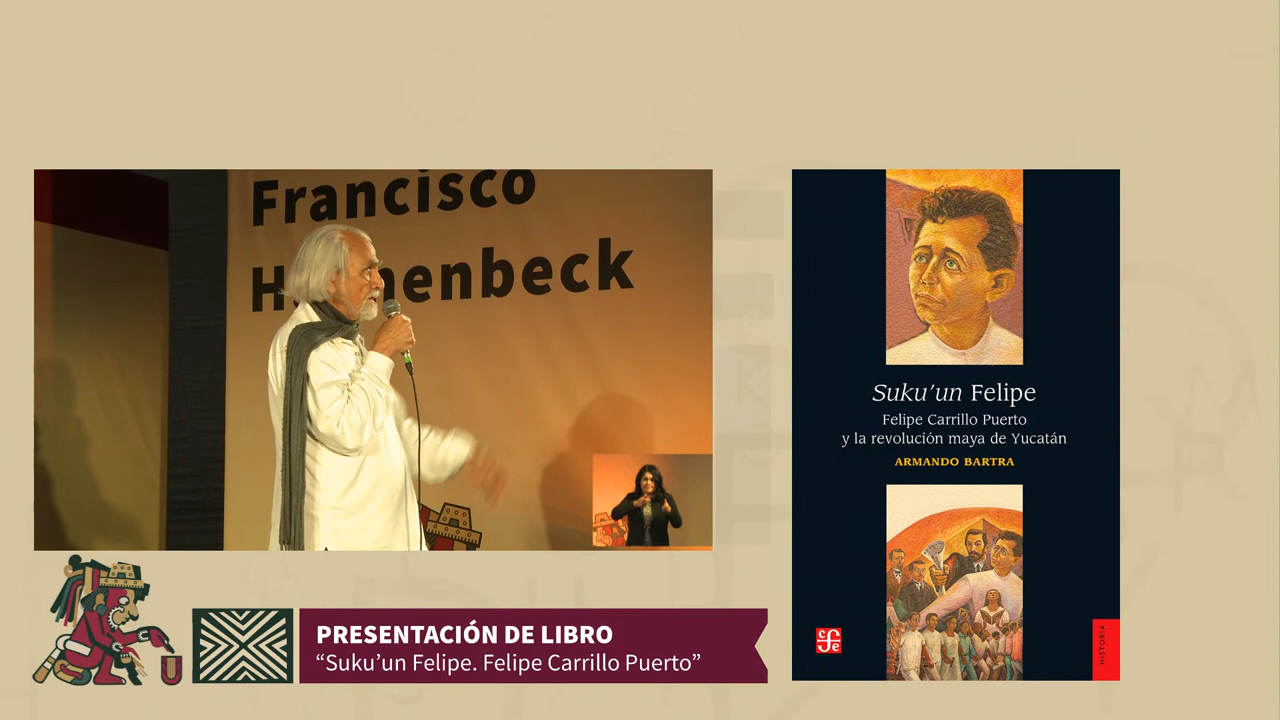 Francisco
enbeck
Suku'un Felipe
Felipe Carrillo Puerto
y la revolución maya de Yucatán
ARMANDO BARTRA
cfe
HISTORIA
PRESENTACIÓN DE LIBRO
“Suku’un Felipe. Felipe Carrillo Puerto”